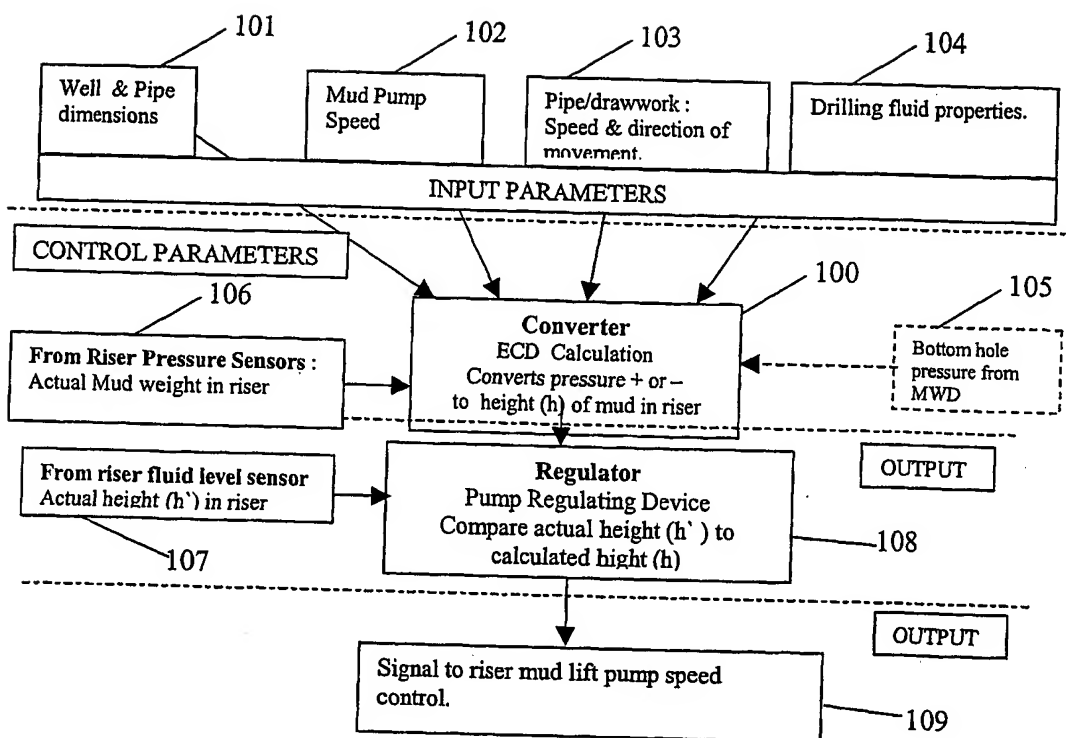 101
102
103
104
Well & Pipe
dimensions
Mud Pump
Speed
Pipe/drawwork :
Speed & direction of
movement.
Drilling fluid properties.
INPUT PARAMETERS
CONTROL PARAMETERS
106
100
105
From Riser Pressure Sensors :
Actual Mud weight in riser
Converter
ECD Calculation
Converts pressure + or –
to height (h) of mud in riser
Bottom hole
pressure from
MWD
From riser fluid level sensor
Actual height (h`) in riser
107
Regulator
Pump Regulating Device
Compare actual height (h` ) to
calculated hight (h)
OUTPUT
108
OUTPUT
Signal to riser mud lift pump speed
control.
109